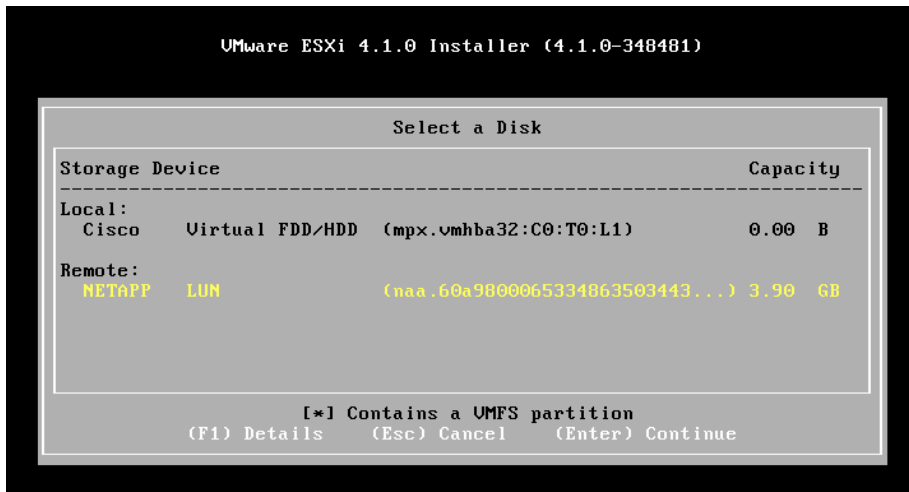 VMware ESXi 4.1.0 Installer (4.1.0-348481)
Select a Disk
Storage Device Capacity
Local:
Cisco Virtual FDD/HDD (mpx.vmhba32:C0:T0:L1) 0.00 B
Remote:
NETAPP LUN (naa.60a9800065334863503443...) 3.90 GB
[*] Contains a VMFS partition
(F1) Details (Esc) Cancel (Enter) Continue